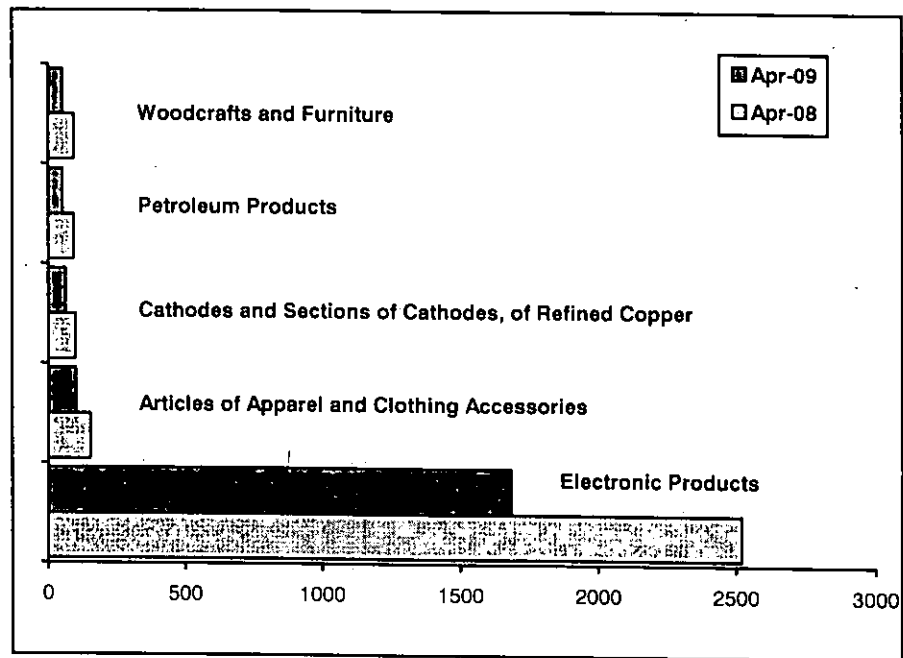 Apr-09
Apr-08
Woodcrafts and Furniture
Petroleum Products
Cathodes and Sections of Cathodes, of Refined Copper
Articles of Apparel and Clothing Accessories
Electronic Products
0 500 1000 1500 2000 2500 3000